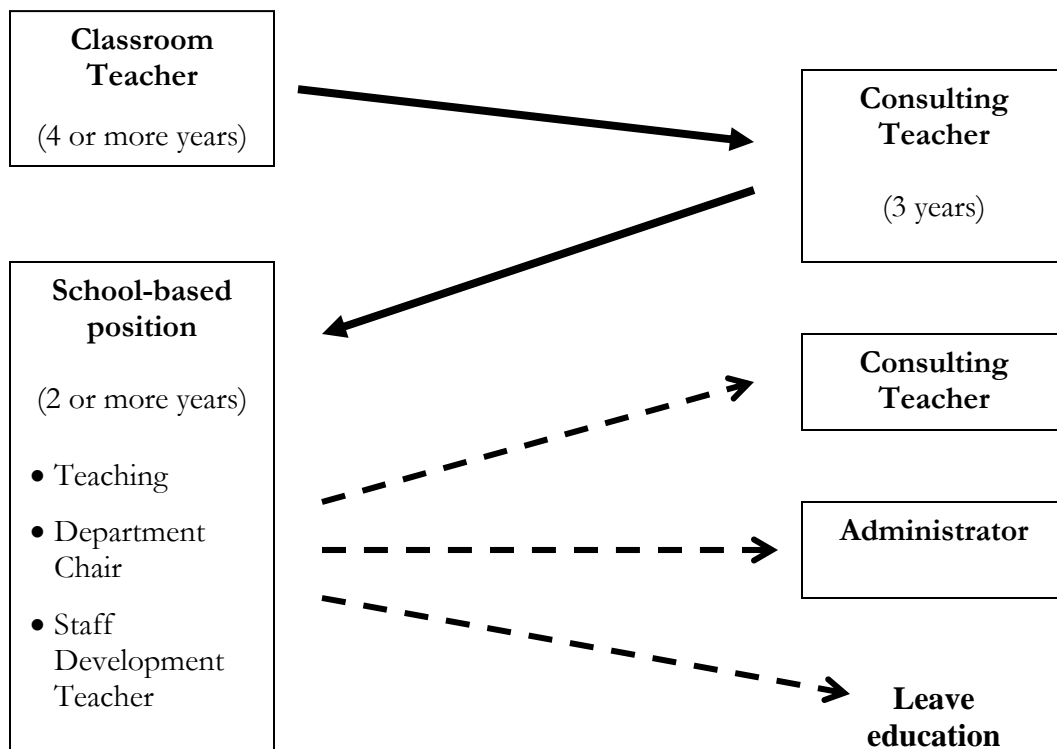 Classroom
Teacher
(4 or more years)
Consulting
Teacher
(3 years)
School-based
position
(2 or more years)
• Teaching
• Department
Chair
• Staff
Development
Teacher
Consulting
Teacher
Administrator
Leave
education